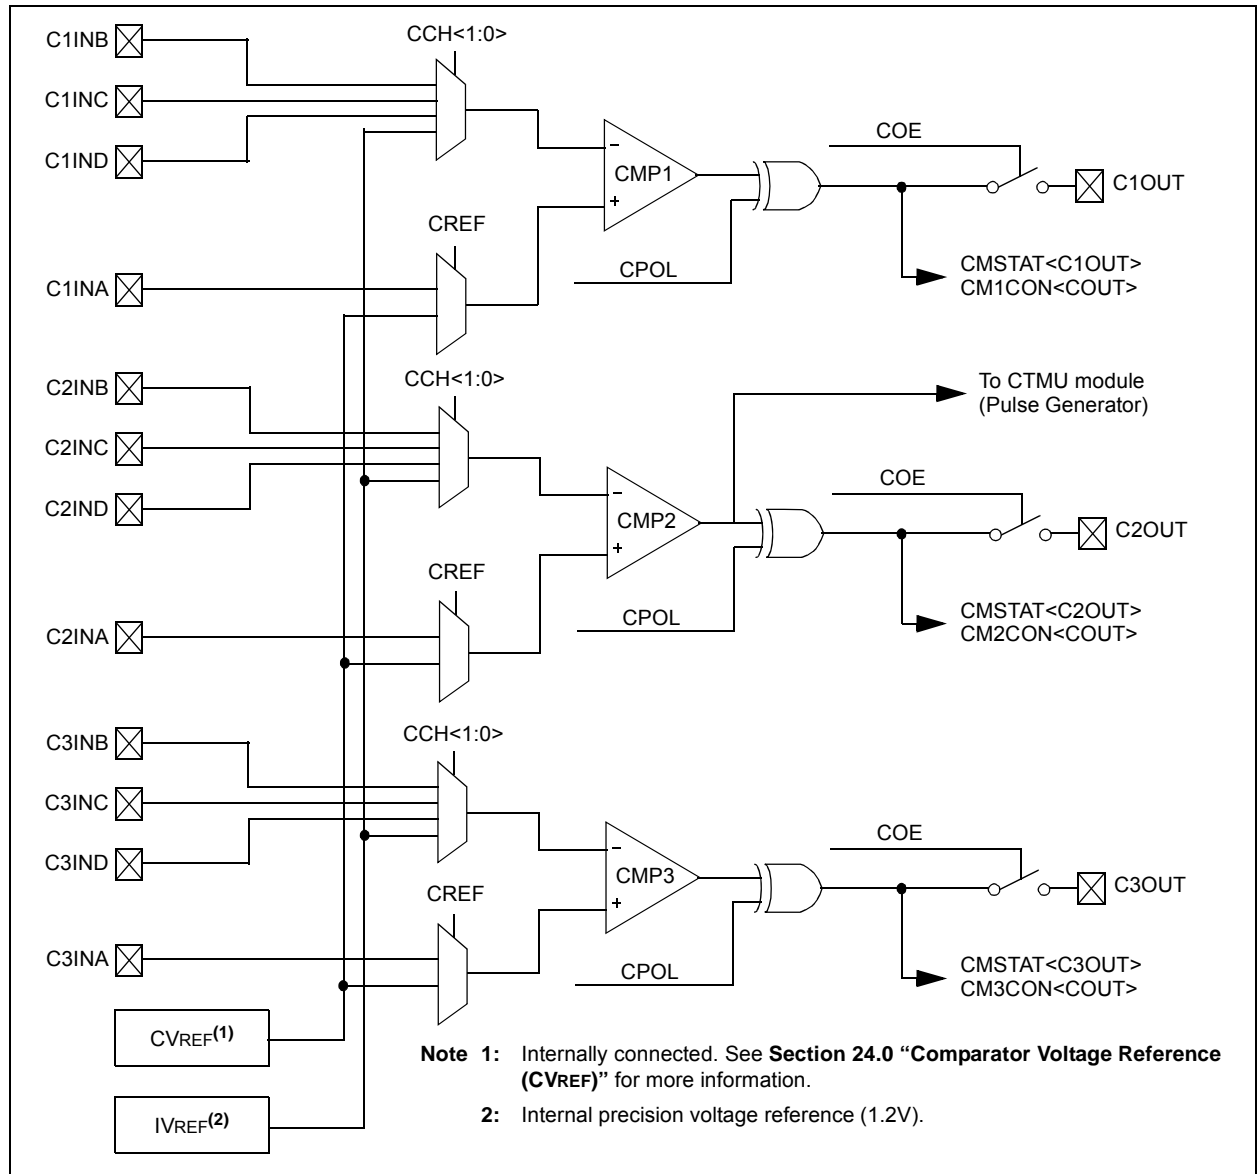 CCH<1:0>
C1INB
C1INC
C1IND
COE
CMP1
C1OUT
-
+
CREF
C1INA
CPOL
CMSTAT<C1OUT>
CM1CON<COUT>
CCH<1:0>
C2INB
To CTMU module
(Pulse Generator)
C2INC
C2IND
COE
CMP2
C2OUT
-
+
CREF
C2INA
CPOL
CMSTAT<C2OUT>
CM2CON<COUT>
CCH<1:0>
C3INB
C3INC
C3IND
COE
CMP3
C3OUT
-
+
CREF
C3INA
CPOL
CMSTAT<C3OUT>
CM3CON<COUT>
CVREF(1)
IVREF(2)
Note 1: Internally connected. See Section 24.0 “Comparator Voltage Reference
(CVREF)” for more information.
2: Internal precision voltage reference (1.2V).